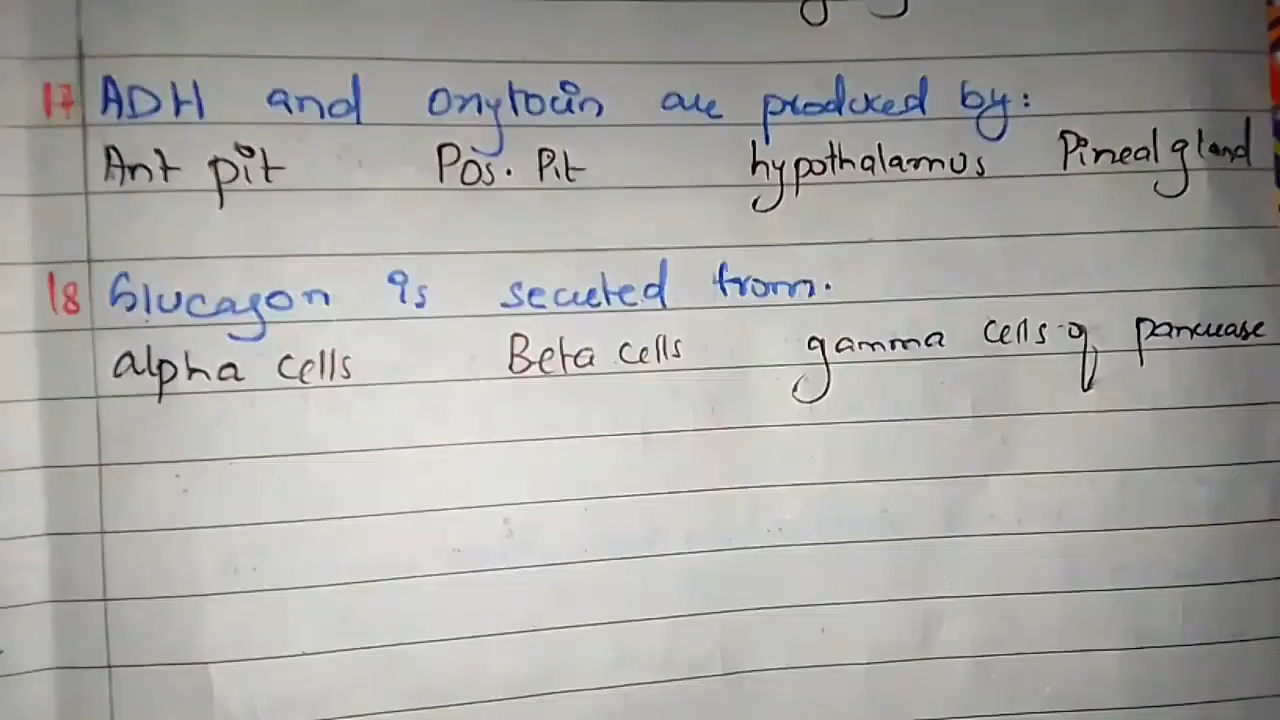 17 ADH and oxytocin are produced by:
Ant pit Pos. Pit hypothalamus Pineal gland
18 Glucagon is secreted from.
alpha cells Beta cells gamma cells of pancrease